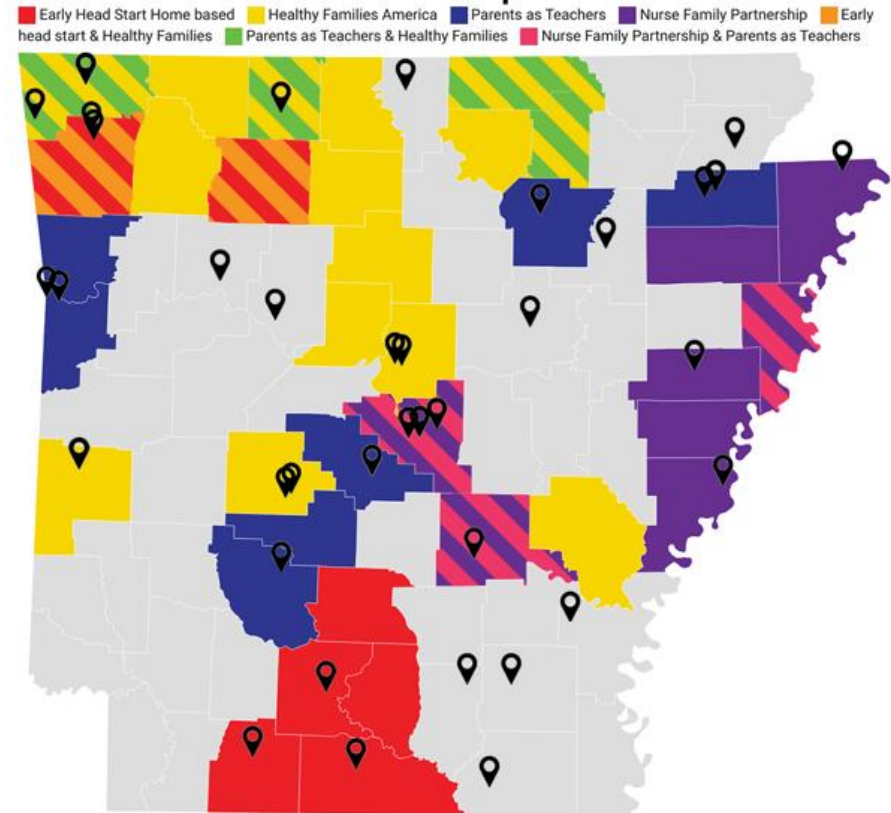 Early Head Start Home based Healthy Families America Parents as Teachers Nurse Family Partnership Early
head start & Healthy Families Parents as Teachers & Healthy Families Nurse Family Partnership & Parents as Teachers